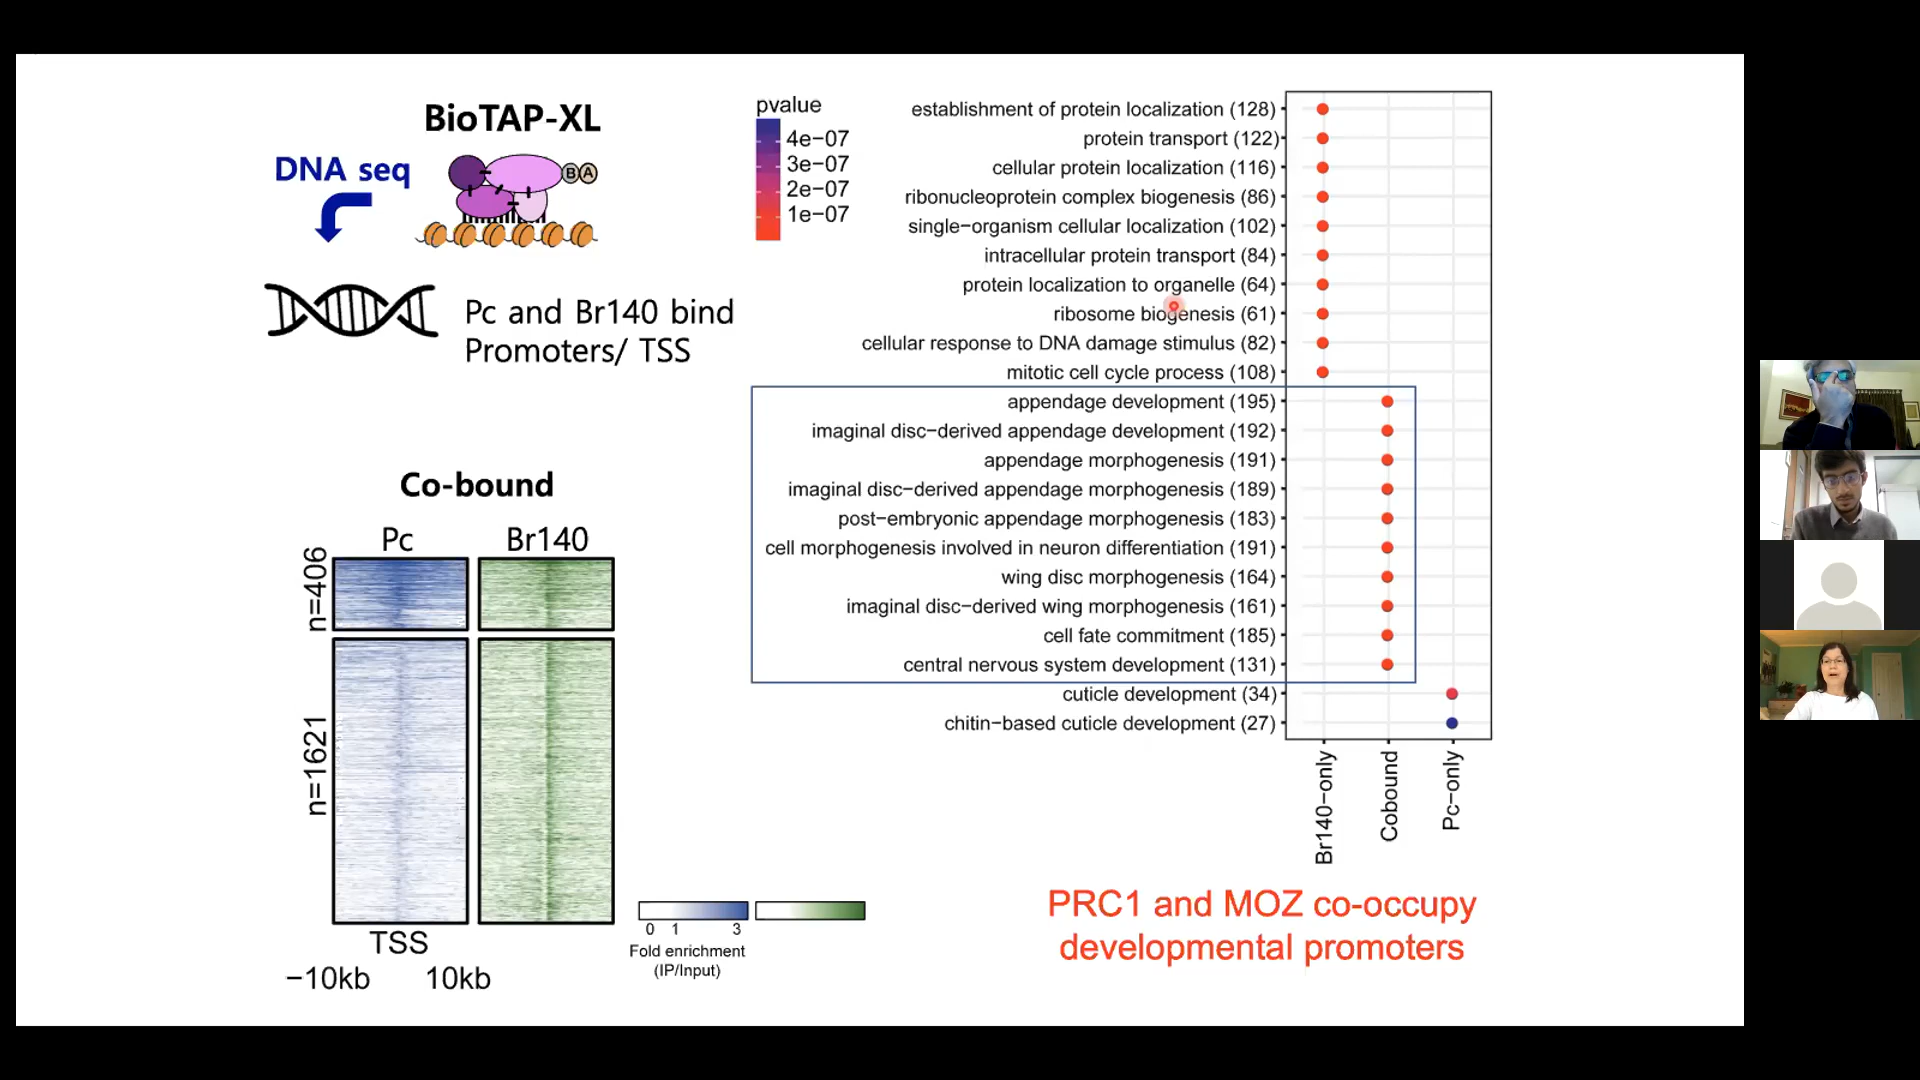 BioTAP-XL
DNA seq
B A
Pc and Br140 bind
Promoters/ TSS
Co-bound
Pc Br140
n=406
n=1621
TSS
−10kb 10kb
0 1 3
Fold enrichment
(IP/Input)
pvalue
4e−07
3e−07
2e−07
1e−07
establishment of protein localization (128)
protein transport (122)
cellular protein localization (116)
ribonucleoprotein complex biogenesis (86)
single−organism cellular localization (102)
intracellular protein transport (84)
protein localization to organelle (64)
ribosome biogenesis (61)
cellular response to DNA damage stimulus (82)
mitotic cell cycle process (108)
appendage development (195)
imaginal disc−derived appendage development (192)
appendage morphogenesis (191)
imaginal disc−derived appendage morphogenesis (189)
post−embryonic appendage morphogenesis (183)
cell morphogenesis involved in neuron differentiation (191)
wing disc morphogenesis (164)
imaginal disc−derived wing morphogenesis (161)
cell fate commitment (185)
central nervous system development (131)
cuticle development (34)
chitin−based cuticle development (27)
Br140−only
Cobound
Pc−only
PRC1 and MOZ co-occupy
developmental promoters